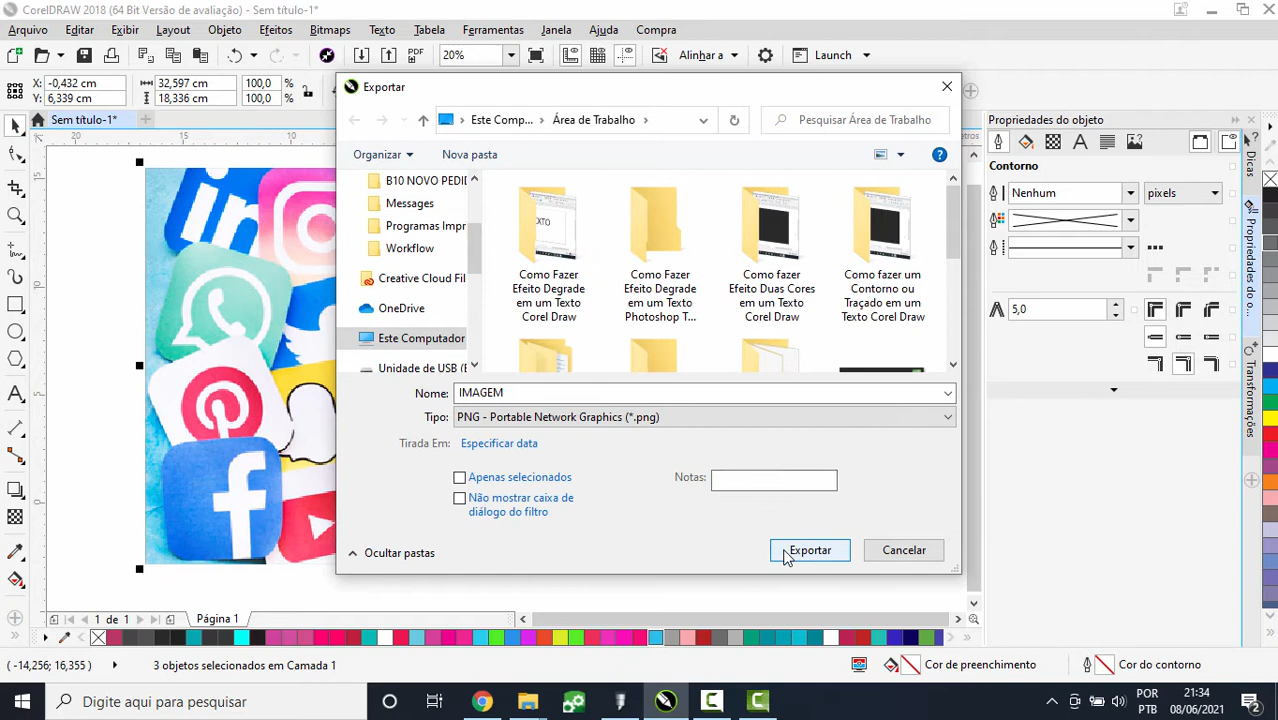 CorelDRAW 2018 (64 Bit Versão de avaliação) - Sem título-1*
Arquivo Editar Exibir Layout Objeto Efeitos Bitmaps Texto Tabela Ferramentas Janela Ajuda Compra
PDF 20% Alinhar a Launch
X: -0,432 cm 32,597 cm 100,0 %
Y: 6,339 cm 18,336 cm 100,0 %
Sem título-1*
15 10
15
10
5
0
Exportar
Este Comp... Área de Trabalho
Pesquisar Área de Trabalho
Organizar Nova pasta
B10 NOVO PEDI
Messages
Programas Impr
Workflow
Creative Cloud Fil
OneDrive
Este Computador
Unidade de USB (E
Como Fazer
Efeito Degrade
em um Texto
Corel Draw
Como Fazer
Efeito Degrade
em um Texto
Photoshop T...
Como fazer
Efeito Duas Cores
em um Texto
Corel Draw
Como fazer um
Contorno ou
Traçado em um
Texto Corel Draw
Nome: IMAGEM
Tipo: PNG - Portable Network Graphics (*.png)
Tirada Em: Especificar data
Apenas selecionados
Notas:
Não mostrar caixa de
diálogo do filtro
Ocultar pastas
Exportar Cancelar
Propriedades do objeto
Contorno
Nenhum pixels
5,0
Dicas
Propriedades do o...
Transformações
1 de 1 Página 1
( -14,256; 16,355 ) 3 objetos selecionados em Camada 1
Cor de preenchimento Cor do contorno
Digite aqui para pesquisar
POR
PTB
21:34
08/06/2021
2